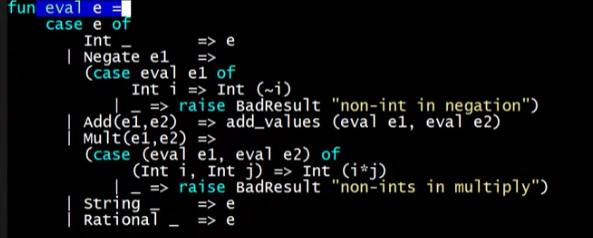 fun eval e =
    case e of
        Int _        => e
      | Negate e1    =>
        (case eval e1 of
             Int i => Int (~i)
           | _ => raise BadResult "non-int in negation")
      | Add(e1,e2)  => add_values (eval e1, eval e2)
      | Mult(e1,e2) =>
        (case (eval e1, eval e2) of
             (Int i, Int j) => Int (i*j)
           | _ => raise BadResult "non-ints in multiply")
      | String _     => e
      | Rational _  => e